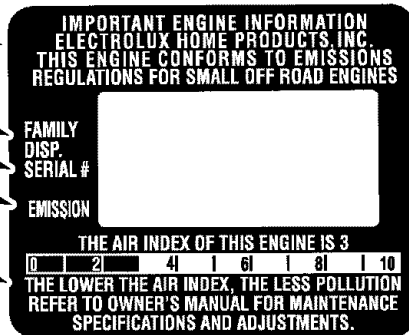 IMPORTANT ENGINE INFORMATION
ELECTROLUX HOME PRODUCTS, INC.
THIS ENGINE CONFORMS TO EMISSIONS
REGULATIONS FOR SMALL OFF ROAD ENGINES
FAMILY
DISP.
SERIAL #
EMISSION
THE AIR INDEX OF THIS ENGINE IS 3
0 2 4 6 8 10
THE LOWER THE AIR INDEX, THE LESS POLLUTION
REFER TO OWNER'S MANUAL FOR MAINTENANCE
SPECIFICATIONS AND ADJUSTMENTS.